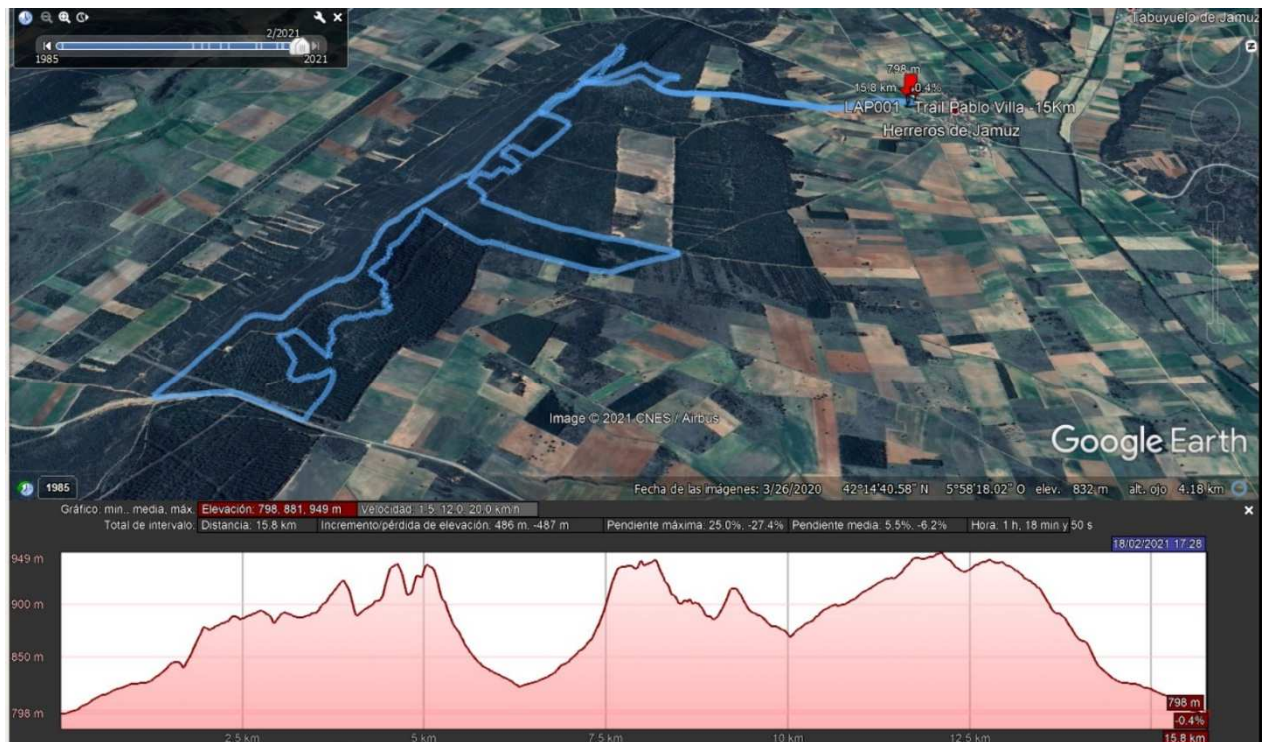 2/2021
1985
2021
Tabuyuelo de Jamuz
798 m
15.8 km -0.4%
LAP001 - Trail Pablo Villa -15Km
Herreros de Jamuz
Image © 2021 CNES / Airbus
Google Earth
1985
Fecha de las imágenes: 3/26/2020 42°14'40.58" N 5°58'18.02" O elev. 832 m alt. ojo 4.18 km
Gráfico: mín., media, máx. Elevación: 798, 881, 949 m Velocidad: 1.5, 12.0, 20.0 km/h
Total de intervalo: Distancia: 15.8 km Incremento/pérdida de elevación: 486 m, -487 m Pendiente máxima: 25.0%, -27.4% Pendiente media: 5.5%, -6.2% Hora: 1 h, 18 min y 50 s
18/02/2021 17.28
949 m
900 m
850 m
798 m
798 m
-0.4%
2.5 km 5 km 7.5 km 10 km 12.5 km 15.8 km